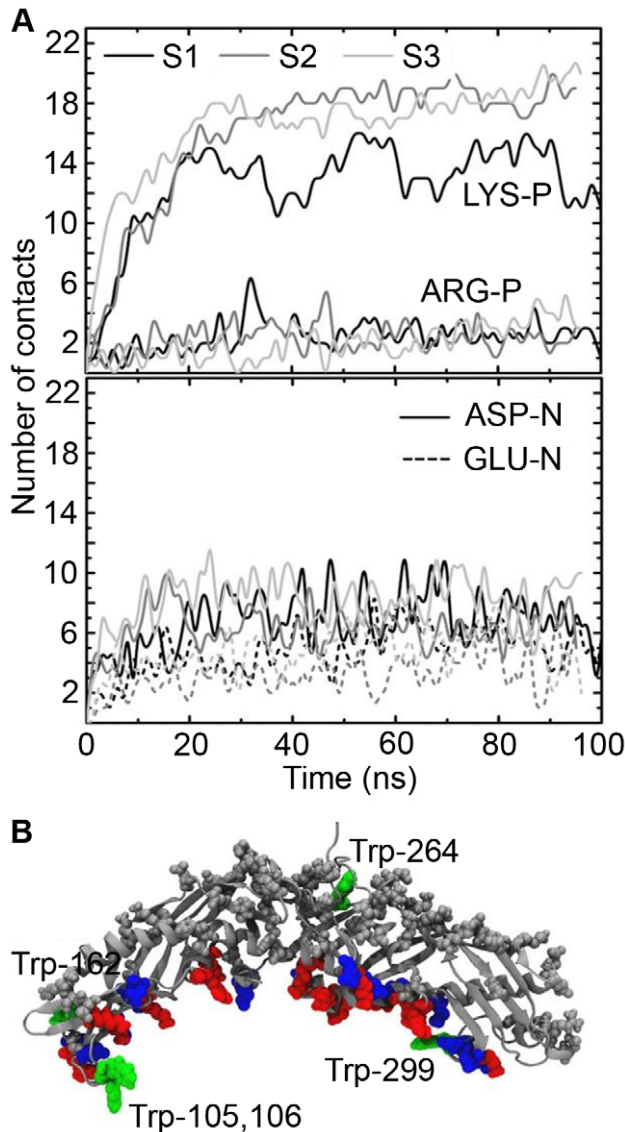 A
S1 S2 S3
22
18
14
10
6
2
LYS-P
ARG-P
Number of contacts
22
18
14
10
6
2
ASP-N
GLU-N
0 20 40 60 80 100
Time (ns)
B
Trp-264
Trp-162
Trp-299
Trp-105,106